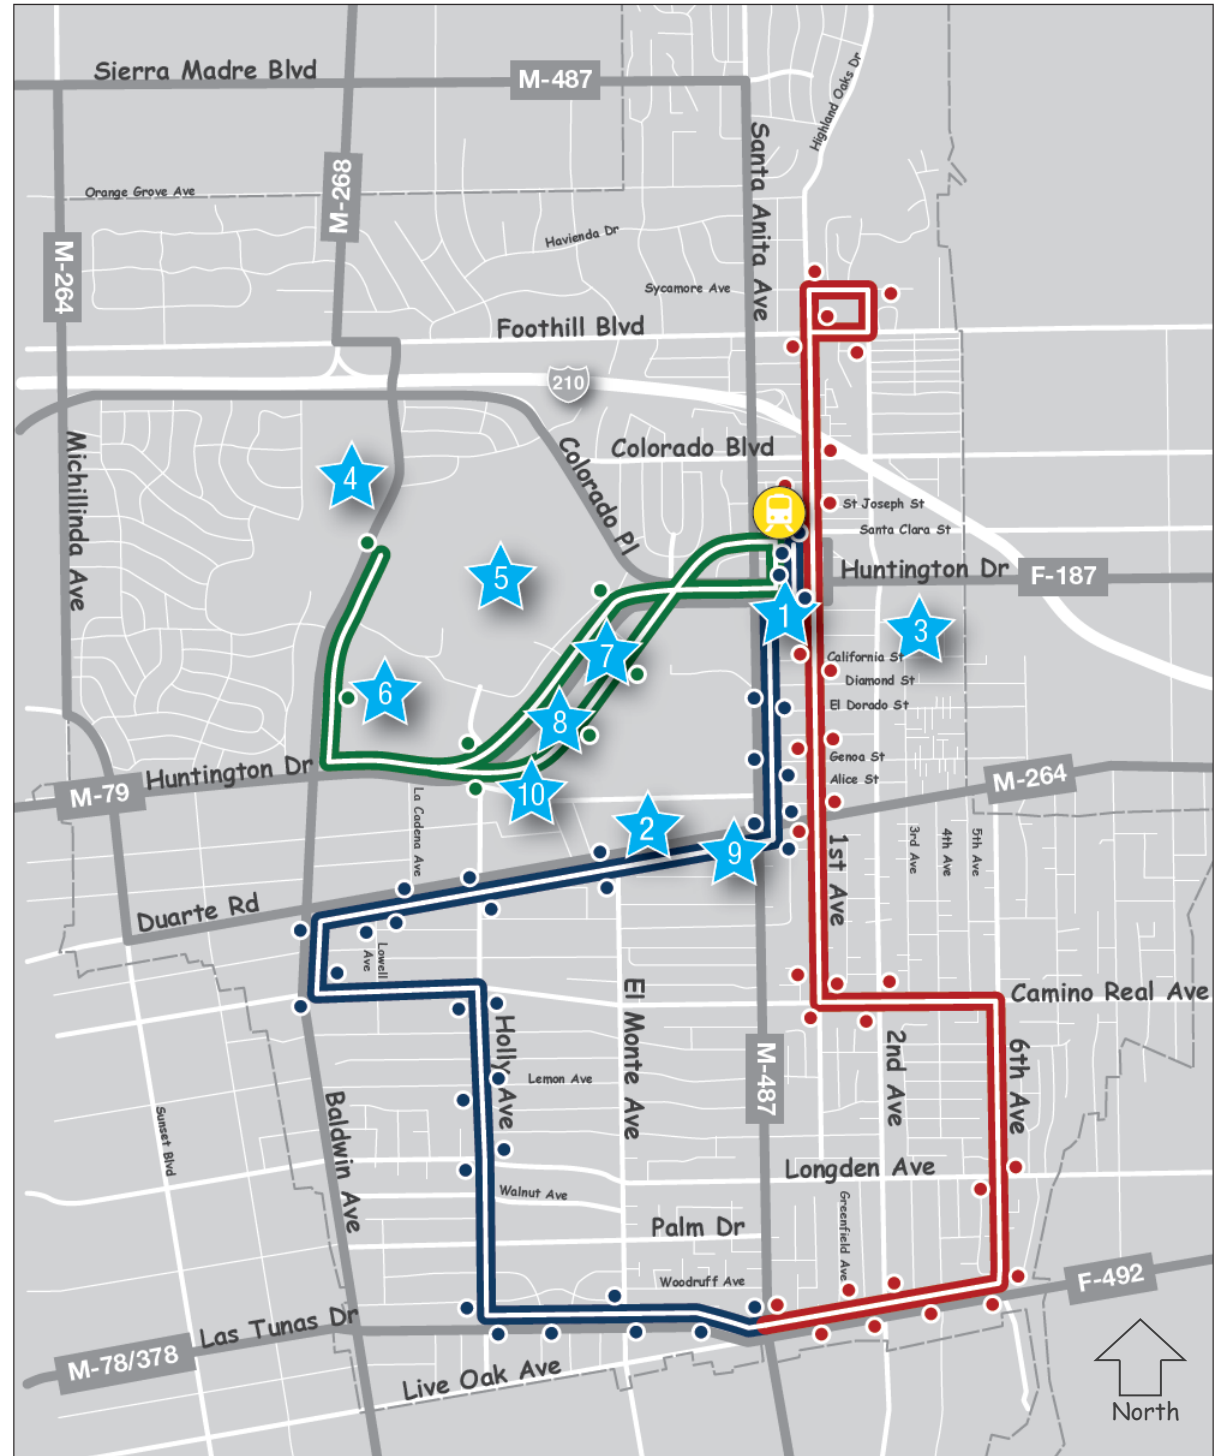 Sierra Madre Blvd
M-487
Highland Oaks Dr
Santa Anita Ave
M-268
Orange Grove Ave
M-264
Havienda Dr
Sycamore Ave
Foothill Blvd
210
Michillinda Ave
Colorado Blvd
Colorado Pl
4
St Joseph St
Santa Clara St
5
Huntington Dr
F-187
1
3
7
California St
Diamond St
6
El Dorado St
8
Genoa St
Huntington Dr
Alice St
M-264
M-79
10
La Cadena Ave
2
9
1st Ave
3rd Ave
4th Ave
5th Ave
Duarte Rd
Lowell
Ave
El Monte Ave
Camino Real Ave
Holly Ave
2nd Ave
6th Ave
M-487
Lemon Ave
Baldwin Ave
Sunset Blvd
Longden Ave
Walnut Ave
Greenfield Ave
Palm Dr
Woodruff Ave
F-492
Las Tunas Dr
M-78/378
Live Oak Ave
North